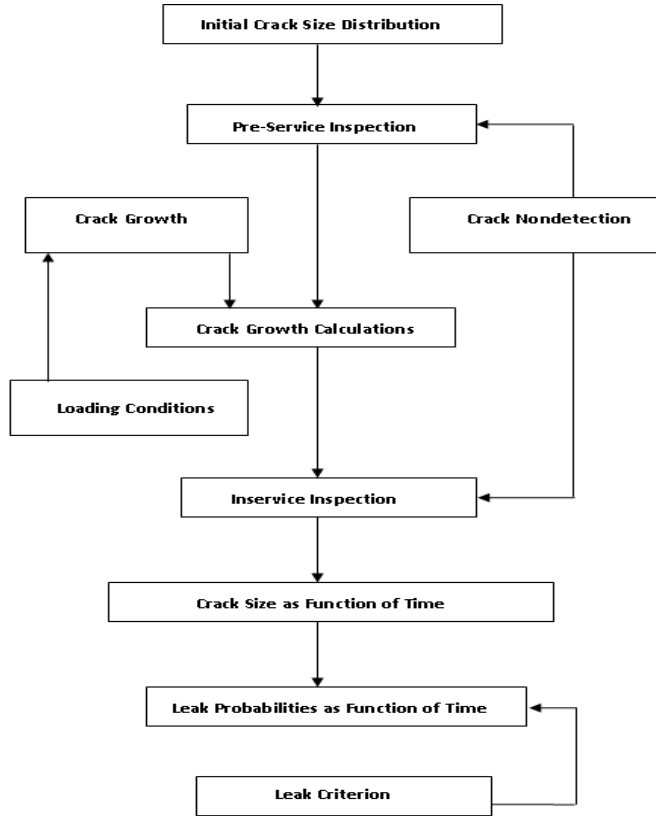 Initial Crack Size Distribution
Pre-Service Inspection
Crack Growth
Crack Nondetection
Crack Growth Calculations
Loading Conditions
Inservice Inspection
Crack Size as Function of Time
Leak Probabilities as Function of Time
Leak Criterion